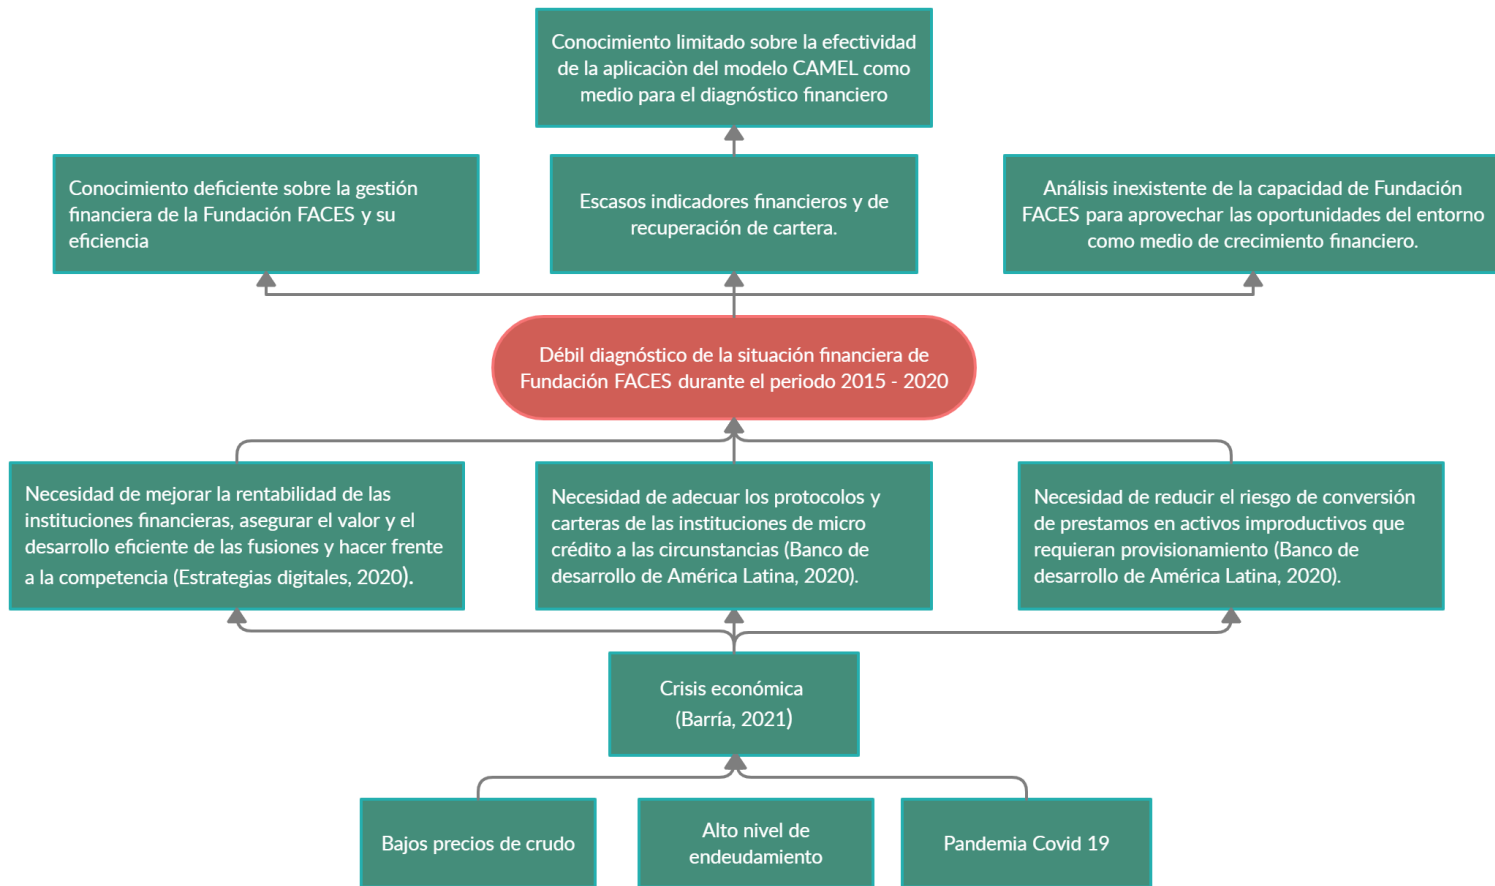 Conocimiento limitado sobre la efectividad
de la aplicaciòn del modelo CAMEL como
medio para el diagnóstico financiero
Conocimiento deficiente sobre la gestión
financiera de la Fundación FACES y su
eficiencia
Escasos indicadores financieros y de
recuperación de cartera.
Análisis inexistente de la capacidad de Fundación
FACES para aprovechar las oportunidades del entorno
como medio de crecimiento financiero.
Débil diagnóstico de la situación financiera de
Fundación FACES durante el periodo 2015 - 2020
Necesidad de mejorar la rentabilidad de las
instituciones financieras, asegurar el valor y el
desarrollo eficiente de las fusiones y hacer frente
a la competencia (Estrategias digitales, 2020).
Necesidad de adecuar los protocolos y
carteras de las instituciones de micro
crédito a las circunstancias (Banco de
desarrollo de América Latina, 2020).
Necesidad de reducir el riesgo de conversión
de prestamos en activos improductivos que
requieran provisionamiento (Banco de
desarrollo de América Latina, 2020).
Crisis económica
(Barría, 2021)
Bajos precios de crudo
Alto nivel de
endeudamiento
Pandemia Covid 19